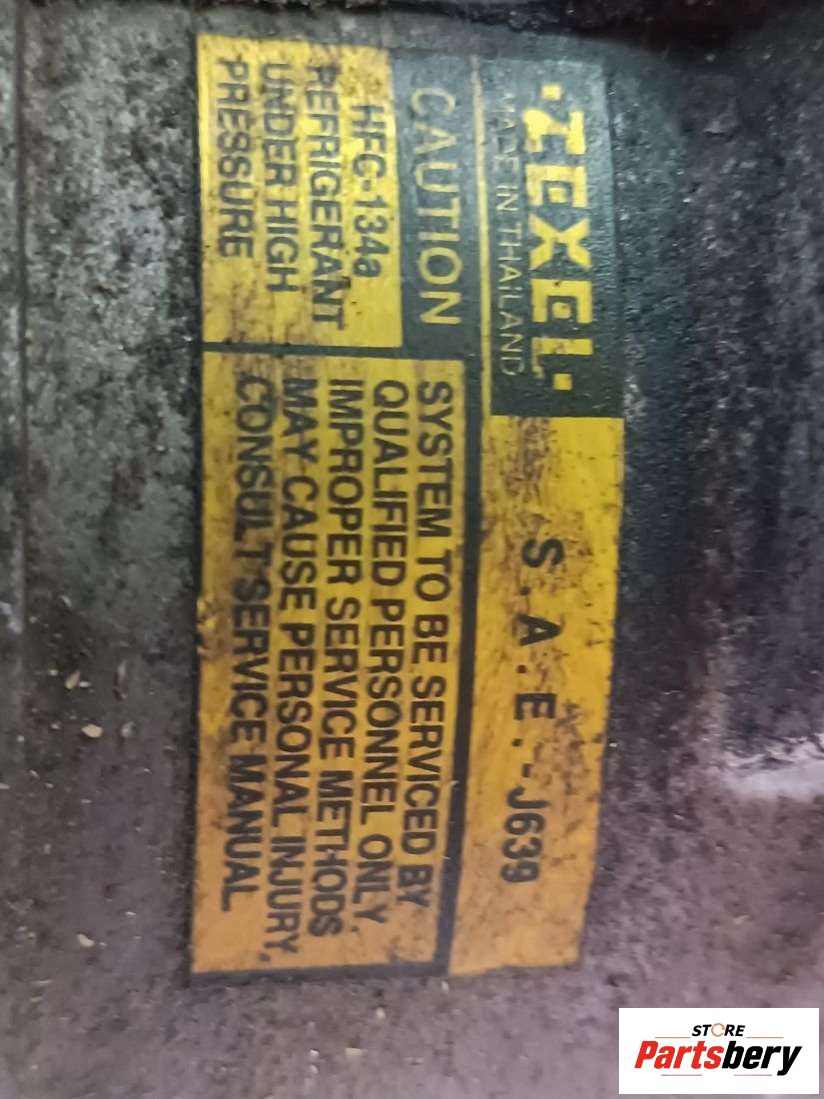 ·ZEXEL·
MADE IN THAILAND
S.A.E.-J639
CAUTION
HFC-134a
REFRIGERANT
UNDER HIGH
PRESSURE
SYSTEM TO BE SERVICED BY
QUALIFIED PERSONNEL ONLY.
IMPROPER SERVICE METHODS
MAY CAUSE PERSONAL INJURY.
CONSULT SERVICE MANUAL
STORE
Partsbery